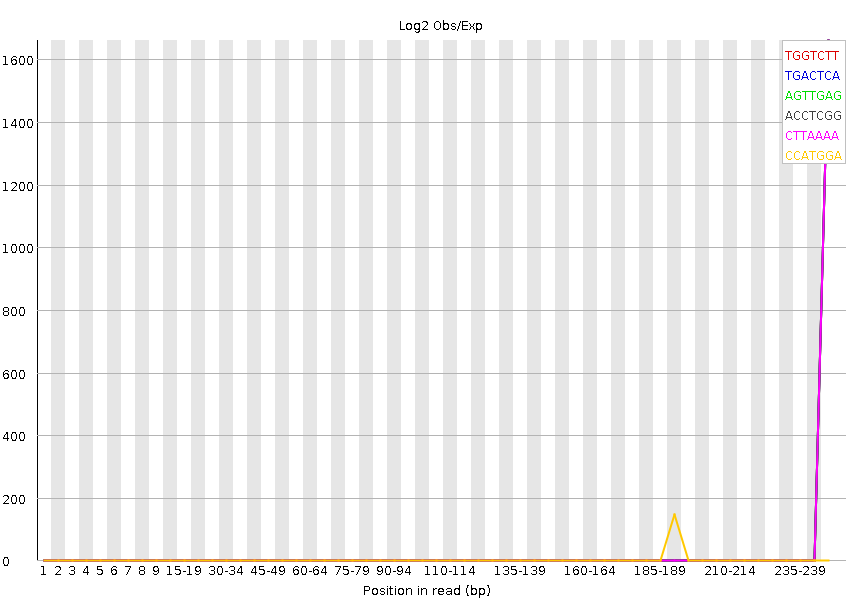 Log2 Obs/Exp
1600
1400
1200
1000
800
600
400
200
0
TGGTCTT
TGACTCA
AGTTGAG
ACCTCGG
CTTAAAA
CCATGGA
1 2 3 4 5 6 7 8 9 15-19 30-34 45-49 60-64 75-79 90-94 110-114 135-139 160-164 185-189 210-214 235-239
Position in read (bp)